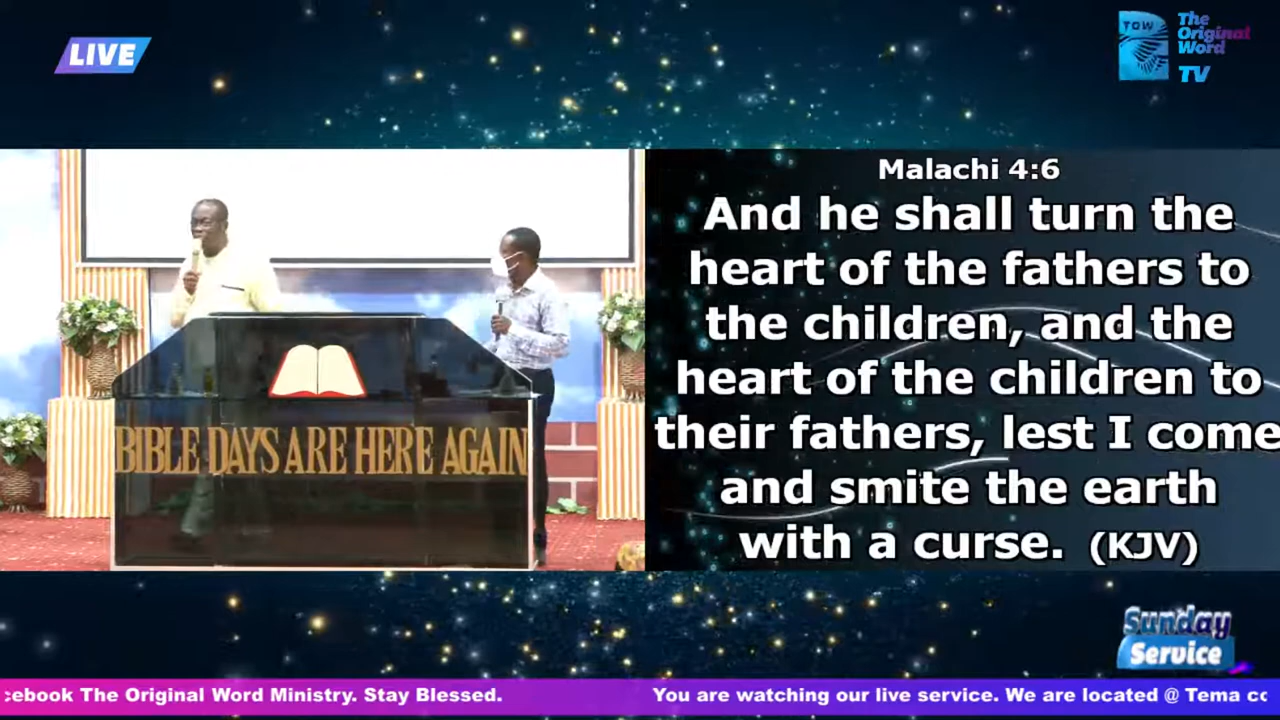 LIVE
TOW
The
Original
Word
TV
Malachi 4:6
And he shall turn the
heart of the fathers to
the children, and the
heart of the children to
their fathers, lest I come
and smite the earth
with a curse. (KJV)
BIBLE DAYS ARE HERE AGAIN
Sunday
Service
The Original Word Ministry. Stay Blessed. You are watching our live service. We are located @ Tema